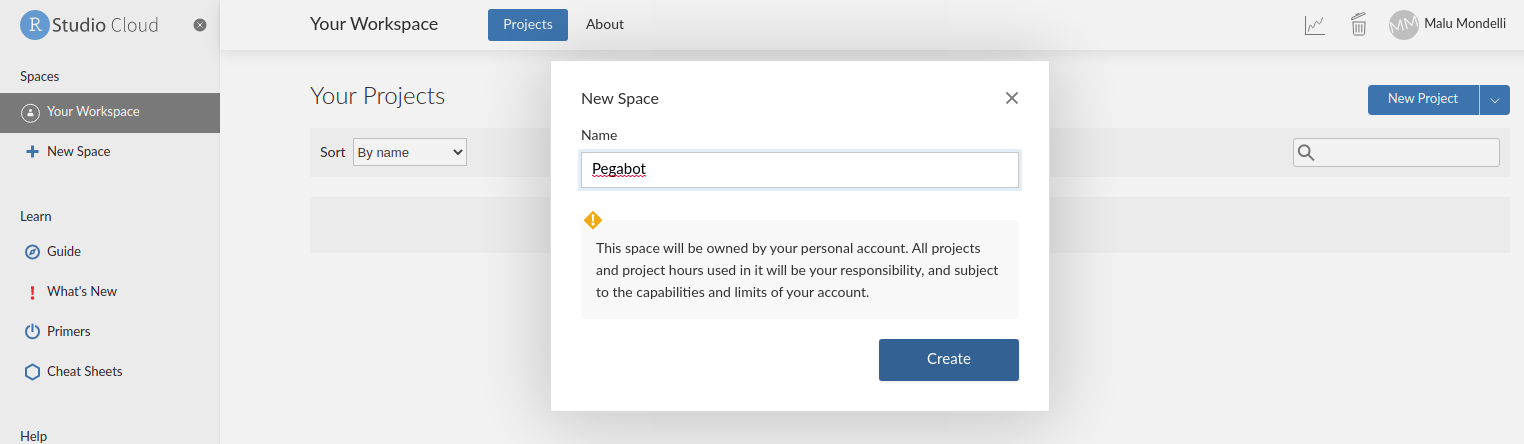 R Studio Cloud
Your Workspace
Projects
About
MM
Malu Mondelli
Spaces
Your Workspace
New Space
Learn
Guide
What's New
Primers
Cheat Sheets
Help
Your Projects
New Project
Sort
By name
New Space
Name
Pegabot
This space will be owned by your personal account. All projects
and project hours used in it will be your responsibility, and subject
to the capabilities and limits of your account.
Create